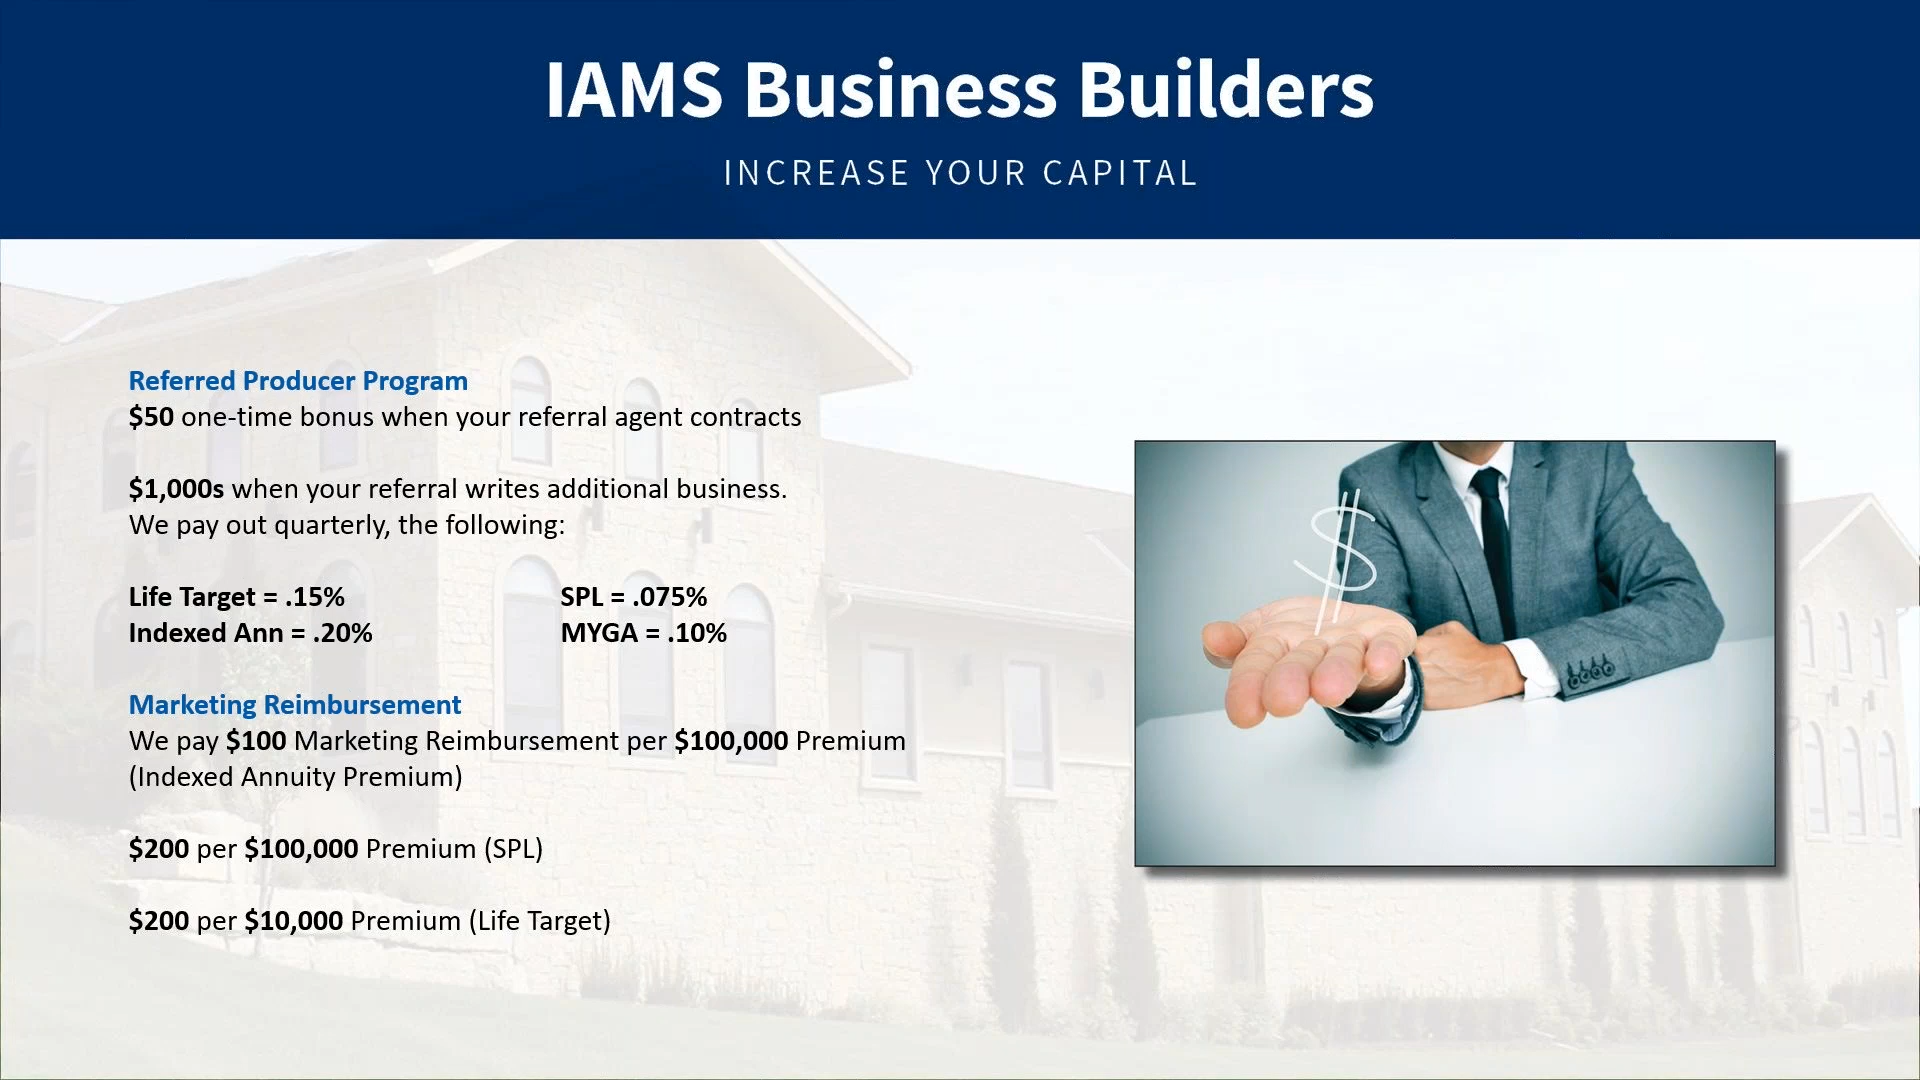 IAMS Business Builders
INCREASE YOUR CAPITAL
Referred Producer Program
$50 one-time bonus when your referral agent contracts
$1,000s when your referral writes additional business.
We pay out quarterly, the following:
Life Target = .15% SPL = .075%
Indexed Ann = .20% MYGA = .10%
Marketing Reimbursement
We pay $100 Marketing Reimbursement per $100,000 Premium
(Indexed Annuity Premium)
$200 per $100,000 Premium (SPL)
$200 per $10,000 Premium (Life Target)
$